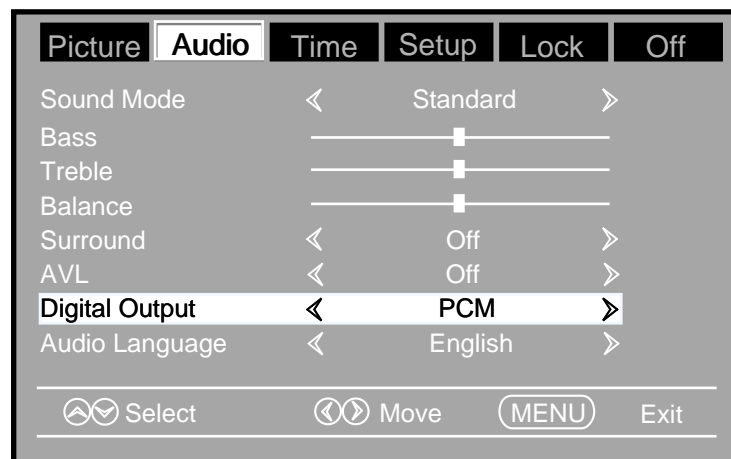 Picture Audio Time Setup Lock Off
Sound Mode Standard
Bass
Treble
Balance
Surround Off
AVL Off
Digital Output PCM
Audio Language English
Select Move MENU Exit